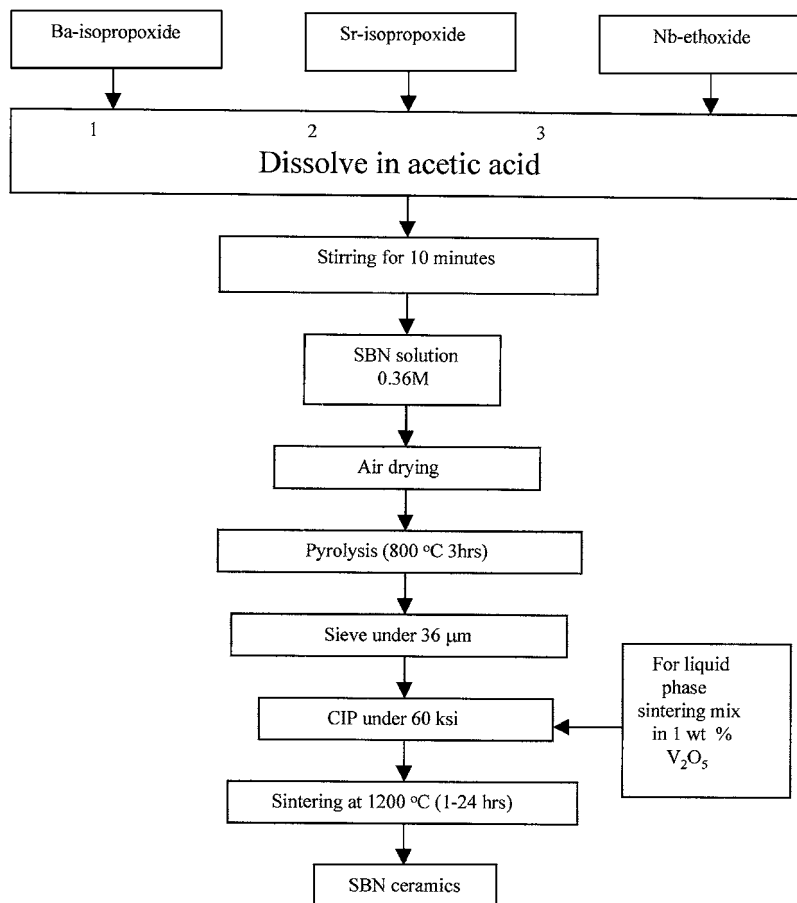 Ba-isopropoxide
Sr-isopropoxide
Nb-ethoxide
1 2 3
Dissolve in acetic acid
Stirring for 10 minutes
SBN solution
0.36M
Air drying
Pyrolysis (800 °C 3hrs)
Sieve under 36 μm
For liquid
phase
sintering mix
in 1 wt %
V₂O₅
CIP under 60 ksi
Sintering at 1200 °C (1-24 hrs)
SBN ceramics